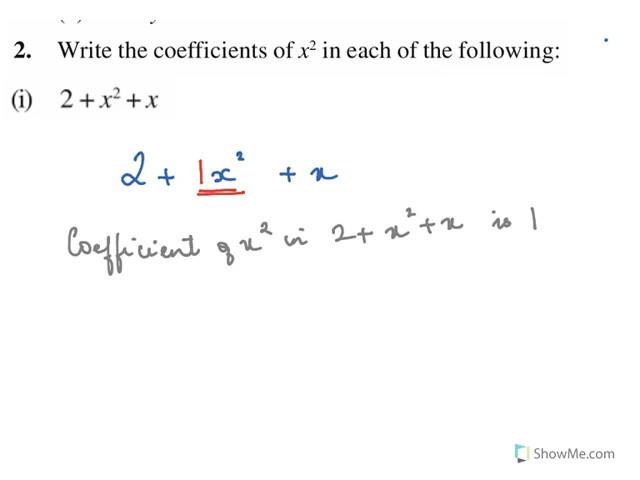 2. Write the coefficients of x² in each of the following:
(i) 2 + x² + x
2 + 1x² + x
Coefficient of x² in 2 + x² + x is 1
ShowMe.com